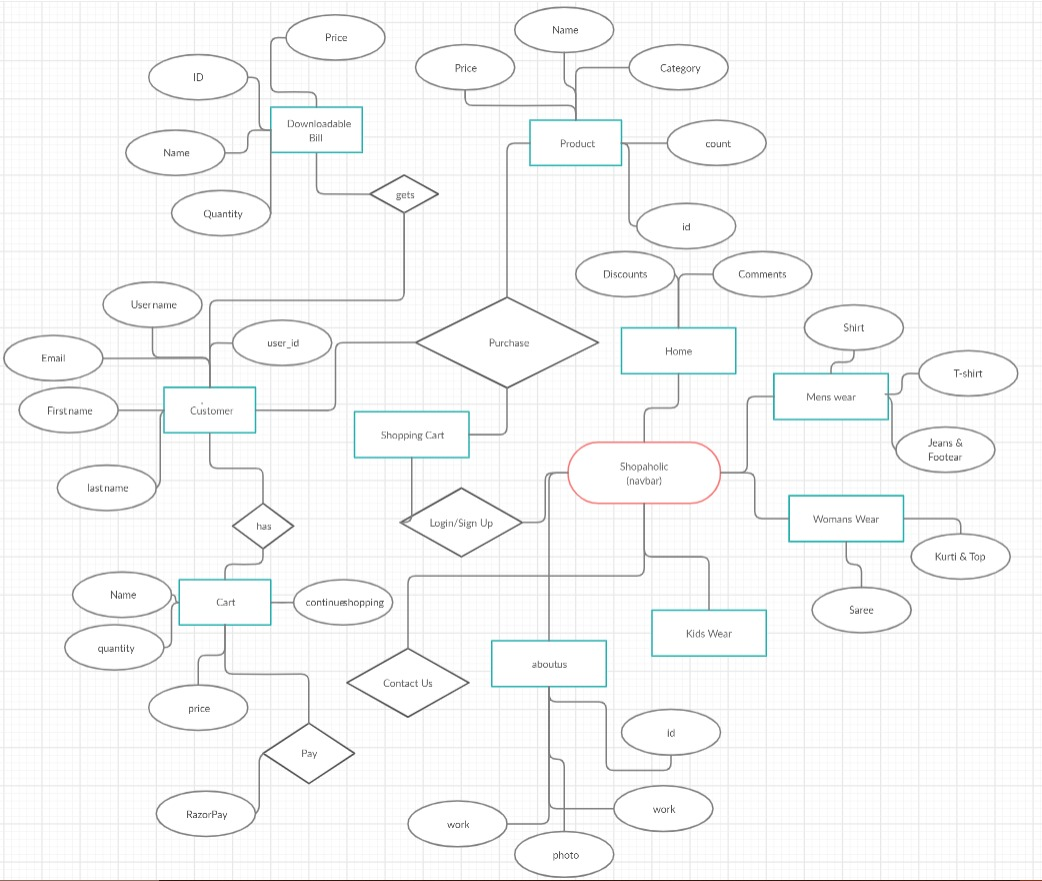 Price
Name
Price
Category
ID
Downloadable
Bill
Product
count
Name
gets
Quantity
id
Discounts
Comments
Username
Shirt
user_id
Purchase
Home
Email
T-shirt
Mens wear
Firstname
Customer
Shopping Cart
Jeans &
Footear
Shopaholic
(navbar)
lastname
has
Login/Sign Up
Womans Wear
Kurti & Top
Name
Cart
continueshopping
Saree
Kids Wear
quantity
aboutus
Contact Us
price
id
Pay
RazorPay
work
work
photo